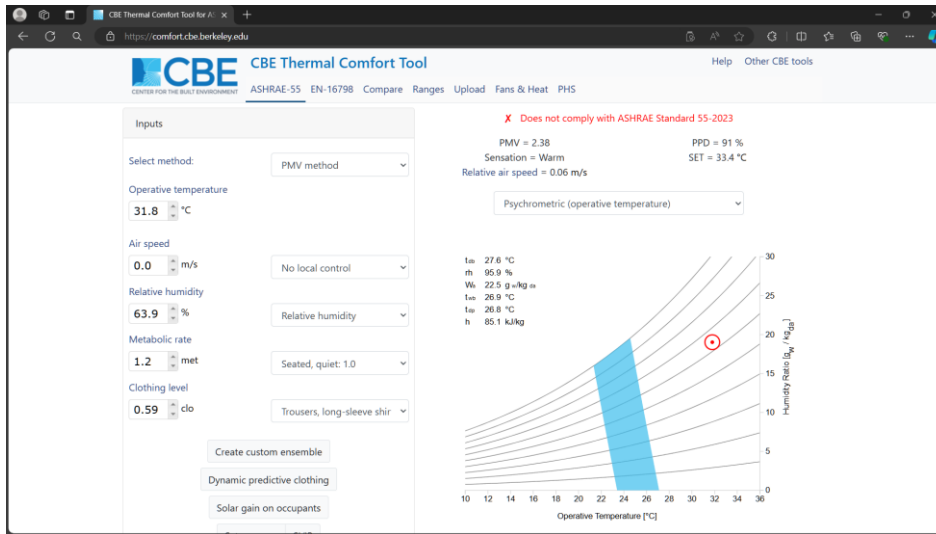 CBE Thermal Comfort Tool for A
https://comfort.cbe.berkeley.edu
CBE
CENTER FOR THE BUILT ENVIRONMENT
CBE Thermal Comfort Tool
Help Other CBE tools
ASHRAE-55 EN-16798 Compare Ranges Upload Fans & Heat PHS
Inputs
Select method:
PMV method
Operative temperature
31.8 °C
Air speed
0.0 m/s
No local control
Relative humidity
63.9 %
Relative humidity
Metabolic rate
1.2 met
Seated, quiet: 1.0
Clothing level
0.59 clo
Trousers, long-sleeve shir
Create custom ensemble
Dynamic predictive clothing
Solar gain on occupants
✗ Does not comply with ASHRAE Standard 55-2023
PMV = 2.38 PPD = 91 %
Sensation = Warm SET = 33.4 °C
Relative air speed = 0.06 m/s
Psychrometric (operative temperature)
tdb 27.6 °C
rh 95.9 %
Wa 22.5 g w/kg da
twb 26.9 °C
tdp 26.8 °C
h 85.1 kJ/kg
30
25
20
15
10
5
0
Humidity Ratio [gw / kgda]
10 12 14 16 18 20 22 24 26 28 30 32 34 36
Operative Temperature [°C]